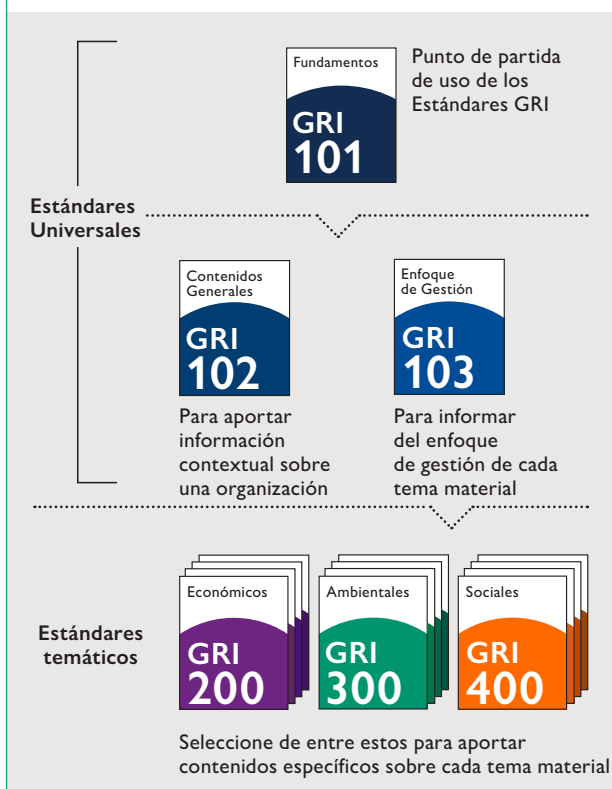 Fundamentos
GRI
101
Punto de partida
de uso de los
Estándares GRI
Estándares
Universales
Contenidos
Generales
GRI
102
Para aportar
información
contextual sobre
una organización
Enfoque
de Gestión
GRI
103
Para informar
del enfoque
de gestión de cada
tema material
Estándares
temáticos
Económicos
GRI
200
Ambientales
GRI
300
Sociales
GRI
400
Seleccione de entre estos para aportar
contenidos específicos sobre cada tema material